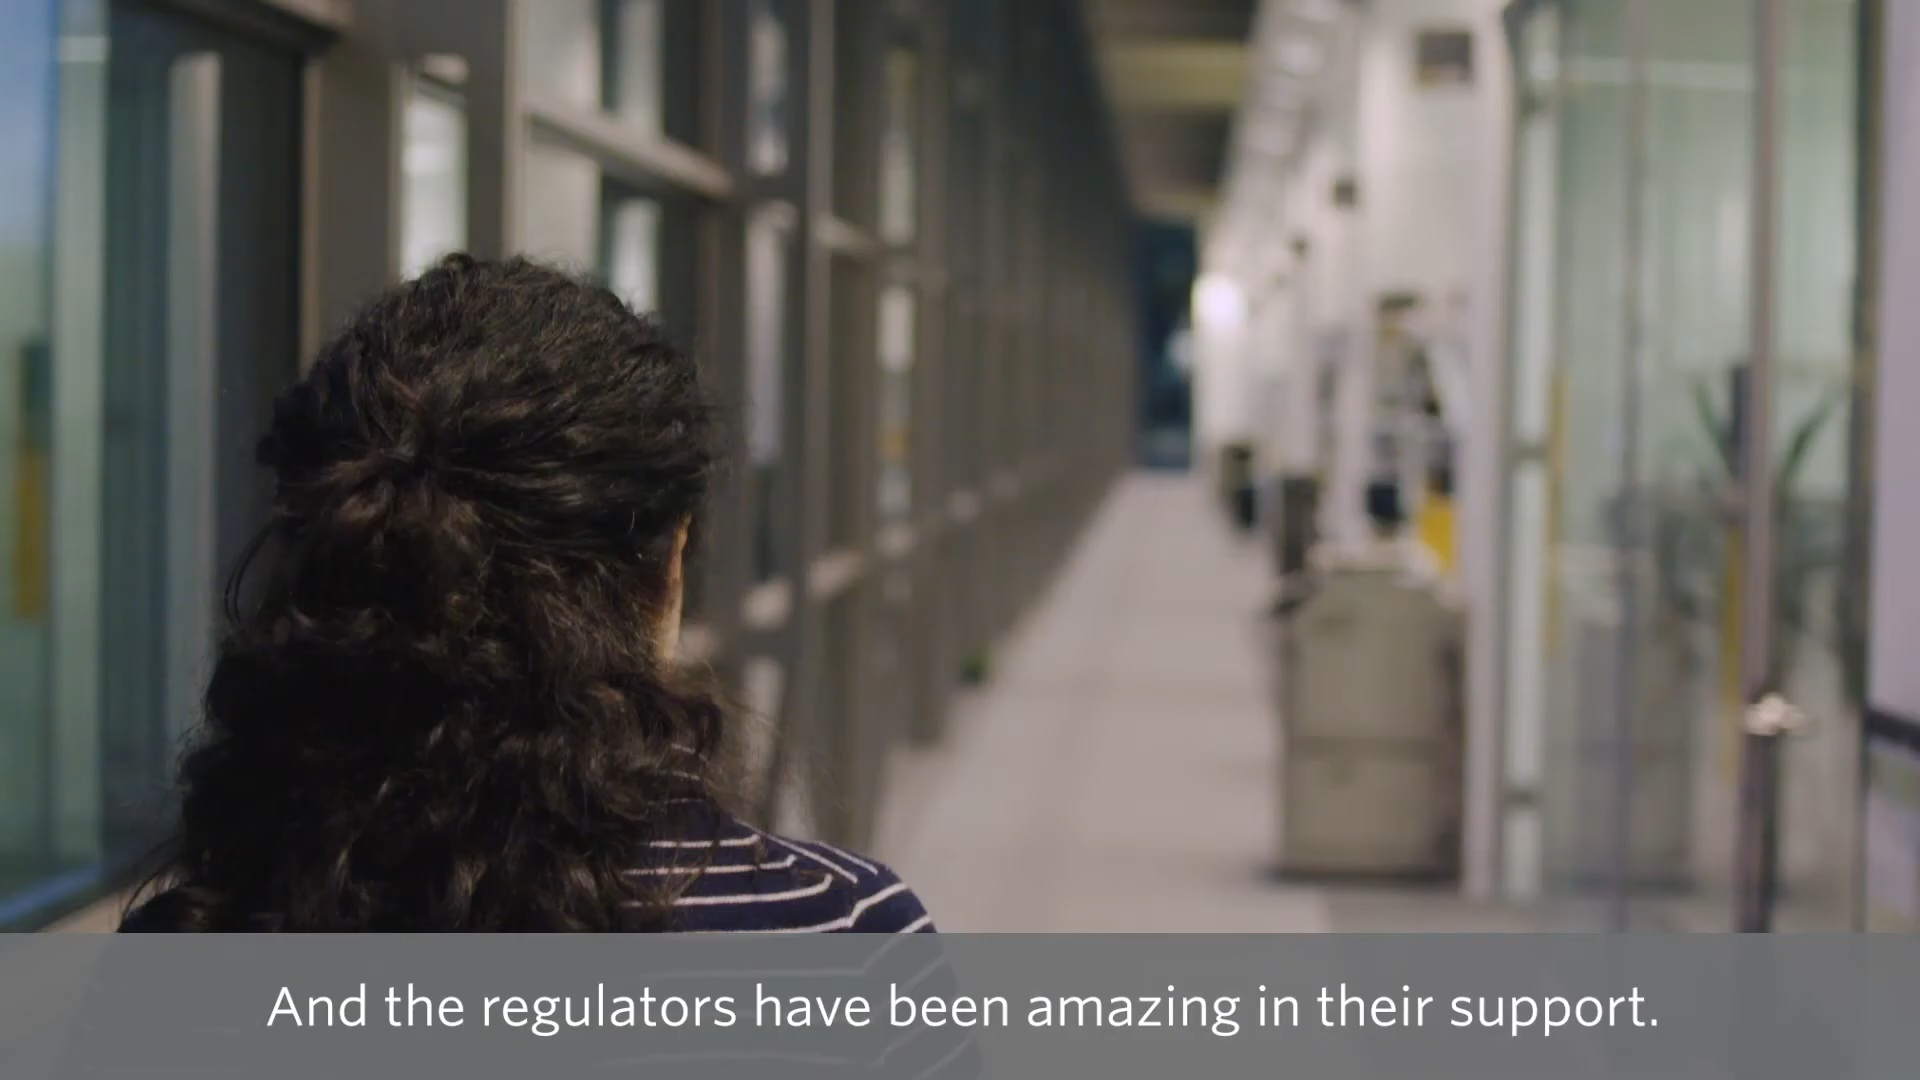 And the regulators have been amazing in their support.